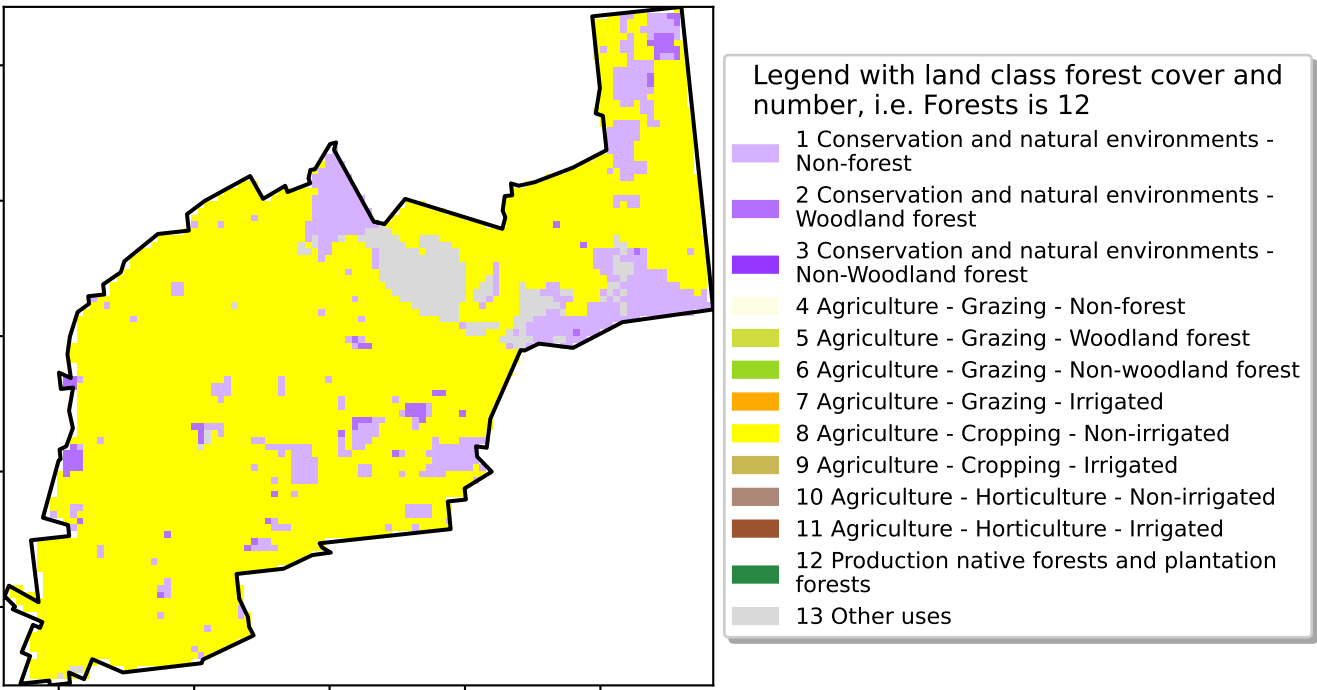 Legend with land class forest cover and
number, i.e. Forests is 12
1 Conservation and natural environments -
Non-forest
2 Conservation and natural environments -
Woodland forest
3 Conservation and natural environments -
Non-Woodland forest
4 Agriculture - Grazing - Non-forest
5 Agriculture - Grazing - Woodland forest
6 Agriculture - Grazing - Non-woodland forest
7 Agriculture - Grazing - Irrigated
8 Agriculture - Cropping - Non-irrigated
9 Agriculture - Cropping - Irrigated
10 Agriculture - Horticulture - Non-irrigated
11 Agriculture - Horticulture - Irrigated
12 Production native forests and plantation
forests
13 Other uses